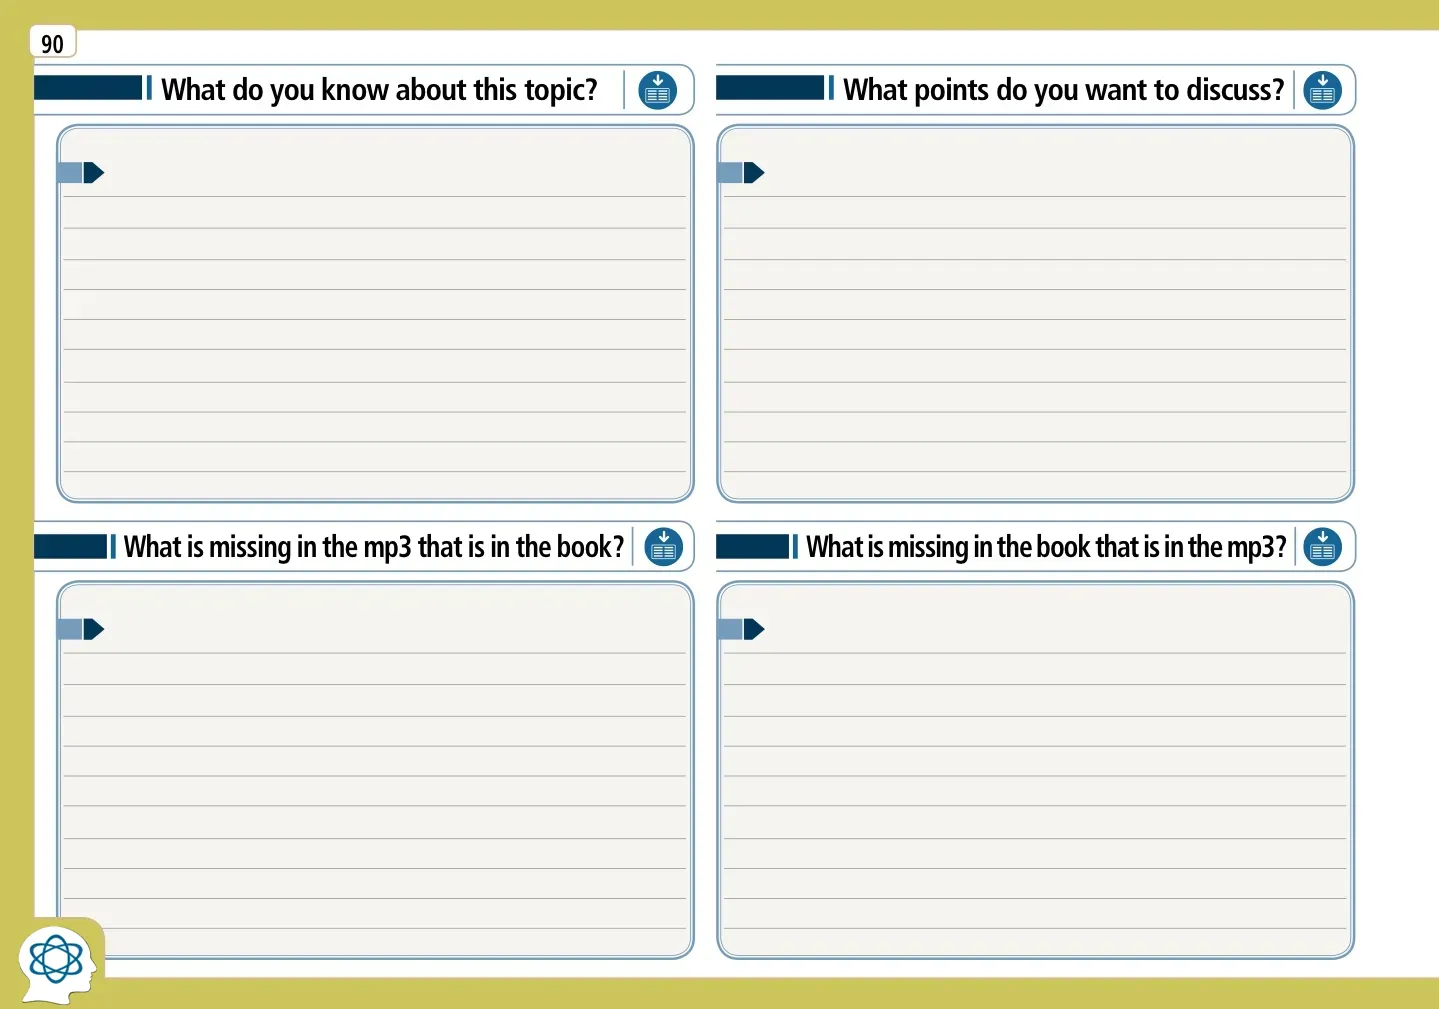 90
What do you know about this topic?
What points do you want to discuss?
What is missing in the mp3 that is in the book?
What is missing in the book that is in the mp3?